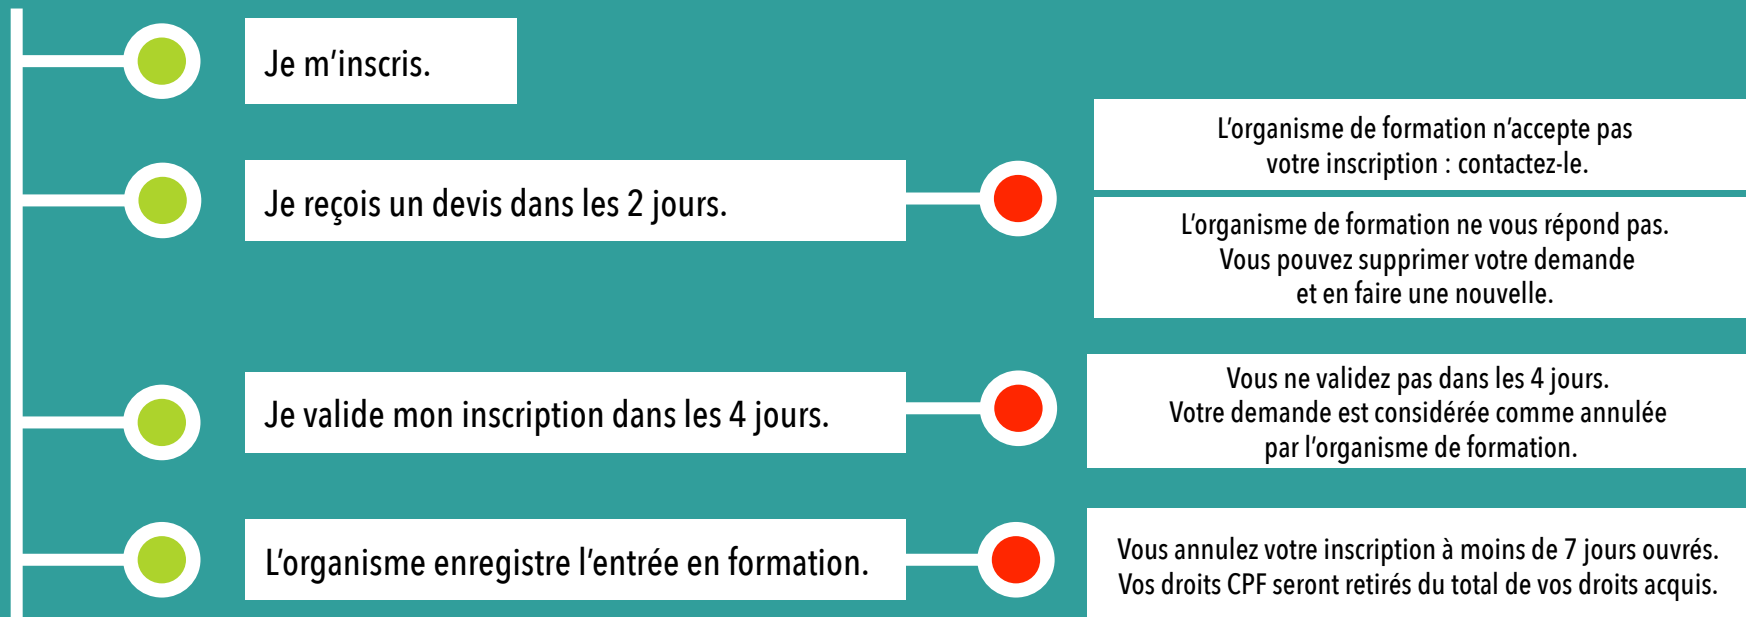 Je m’inscris.
Je reçois un devis dans les 2 jours.
L’organisme de formation n’accepte pas
votre inscription : contactez-le.
L’organisme de formation ne vous répond pas.
Vous pouvez supprimer votre demande
et en faire une nouvelle.
Je valide mon inscription dans les 4 jours.
Vous ne validez pas dans les 4 jours.
Votre demande est considérée comme annulée
par l’organisme de formation.
L’organisme enregistre l’entrée en formation.
Vous annulez votre inscription à moins de 7 jours ouvrés.
Vos droits CPF seront retirés du total de vos droits acquis.